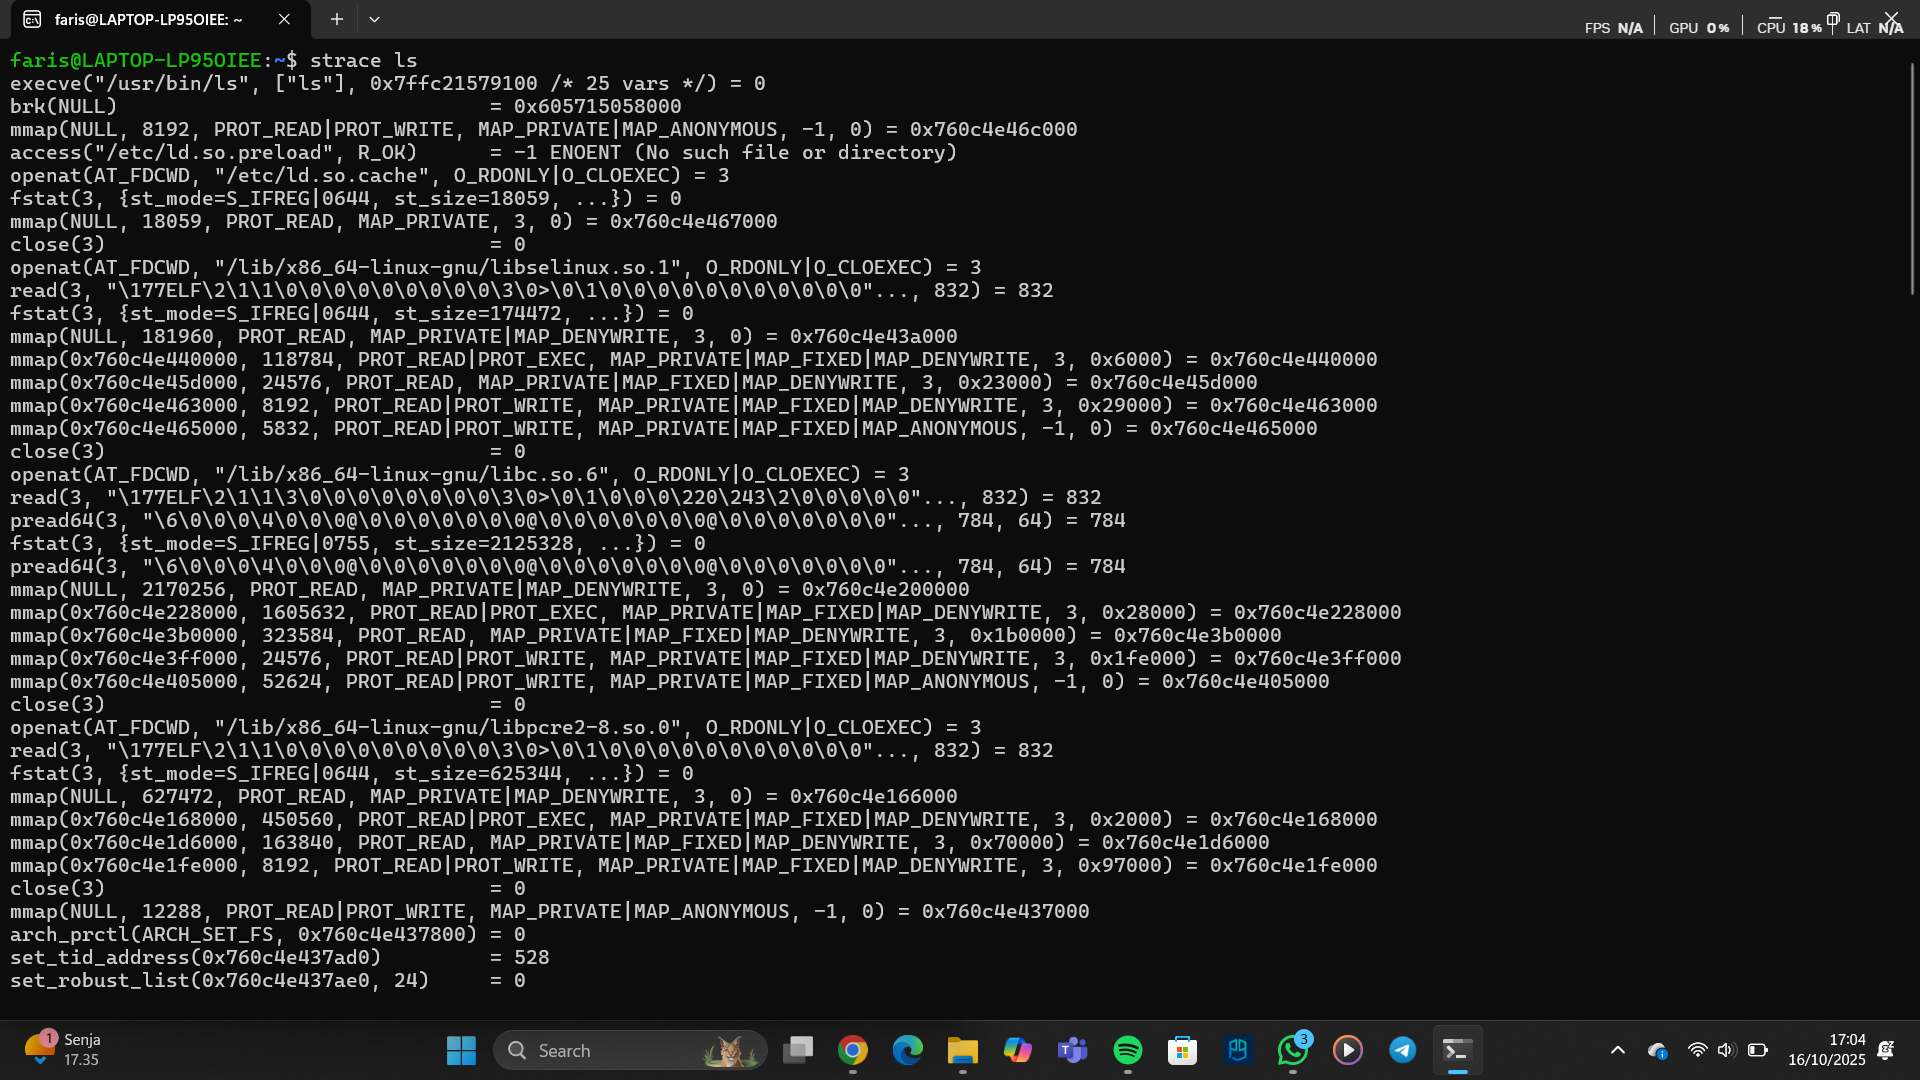 faris@LAPTOP-LP95OIEE: ~
FPS N/A GPU 0% CPU 18% LAT N/A
faris@LAPTOP-LP95OIEE:~$ strace ls
execve("/usr/bin/ls", ["ls"], 0x7ffc21579100 /* 25 vars */) = 0
brk(NULL)                               = 0x605715058000
mmap(NULL, 8192, PROT_READ|PROT_WRITE, MAP_PRIVATE|MAP_ANONYMOUS, -1, 0) = 0x760c4e46c000
access("/etc/ld.so.preload", R_OK)      = -1 ENOENT (No such file or directory)
openat(AT_FDCWD, "/etc/ld.so.cache", O_RDONLY|O_CLOEXEC) = 3
fstat(3, {st_mode=S_IFREG|0644, st_size=18059, ...}) = 0
mmap(NULL, 18059, PROT_READ, MAP_PRIVATE, 3, 0) = 0x760c4e467000
close(3)                                = 0
openat(AT_FDCWD, "/lib/x86_64-linux-gnu/libselinux.so.1", O_RDONLY|O_CLOEXEC) = 3
read(3, "\177ELF\2\1\1\0\0\0\0\0\0\0\0\0\3\0>\0\1\0\0\0\0\0\0\0\0\0\0\0"..., 832) = 832
fstat(3, {st_mode=S_IFREG|0644, st_size=174472, ...}) = 0
mmap(NULL, 181960, PROT_READ, MAP_PRIVATE|MAP_DENYWRITE, 3, 0) = 0x760c4e43a000
mmap(0x760c4e440000, 118784, PROT_READ|PROT_EXEC, MAP_PRIVATE|MAP_FIXED|MAP_DENYWRITE, 3, 0x6000) = 0x760c4e440000
mmap(0x760c4e45d000, 24576, PROT_READ, MAP_PRIVATE|MAP_FIXED|MAP_DENYWRITE, 3, 0x23000) = 0x760c4e45d000
mmap(0x760c4e463000, 8192, PROT_READ|PROT_WRITE, MAP_PRIVATE|MAP_FIXED|MAP_DENYWRITE, 3, 0x29000) = 0x760c4e463000
mmap(0x760c4e465000, 5832, PROT_READ|PROT_WRITE, MAP_PRIVATE|MAP_FIXED|MAP_ANONYMOUS, -1, 0) = 0x760c4e465000
close(3)                                = 0
openat(AT_FDCWD, "/lib/x86_64-linux-gnu/libc.so.6", O_RDONLY|O_CLOEXEC) = 3
read(3, "\177ELF\2\1\1\3\0\0\0\0\0\0\0\0\3\0>\0\1\0\0\0\220\243\2\0\0\0\0\0"..., 832) = 832
pread64(3, "\6\0\0\0\4\0\0\0@\0\0\0\0\0\0\0@\0\0\0\0\0\0\0@\0\0\0\0\0\0\0"..., 784, 64) = 784
fstat(3, {st_mode=S_IFREG|0755, st_size=2125328, ...}) = 0
pread64(3, "\6\0\0\0\4\0\0\0@\0\0\0\0\0\0\0@\0\0\0\0\0\0\0@\0\0\0\0\0\0\0"..., 784, 64) = 784
mmap(NULL, 2170256, PROT_READ, MAP_PRIVATE|MAP_DENYWRITE, 3, 0) = 0x760c4e200000
mmap(0x760c4e228000, 1605632, PROT_READ|PROT_EXEC, MAP_PRIVATE|MAP_FIXED|MAP_DENYWRITE, 3, 0x28000) = 0x760c4e228000
mmap(0x760c4e3b0000, 323584, PROT_READ, MAP_PRIVATE|MAP_FIXED|MAP_DENYWRITE, 3, 0x1b0000) = 0x760c4e3b0000
mmap(0x760c4e3ff000, 24576, PROT_READ|PROT_WRITE, MAP_PRIVATE|MAP_FIXED|MAP_DENYWRITE, 3, 0x1fe000) = 0x760c4e3ff000
mmap(0x760c4e405000, 52624, PROT_READ|PROT_WRITE, MAP_PRIVATE|MAP_FIXED|MAP_ANONYMOUS, -1, 0) = 0x760c4e405000
close(3)                                = 0
openat(AT_FDCWD, "/lib/x86_64-linux-gnu/libpcre2-8.so.0", O_RDONLY|O_CLOEXEC) = 3
read(3, "\177ELF\2\1\1\0\0\0\0\0\0\0\0\0\3\0>\0\1\0\0\0\0\0\0\0\0\0\0\0"..., 832) = 832
fstat(3, {st_mode=S_IFREG|0644, st_size=625344, ...}) = 0
mmap(NULL, 627472, PROT_READ, MAP_PRIVATE|MAP_DENYWRITE, 3, 0) = 0x760c4e166000
mmap(0x760c4e168000, 450560, PROT_READ|PROT_EXEC, MAP_PRIVATE|MAP_FIXED|MAP_DENYWRITE, 3, 0x2000) = 0x760c4e168000
mmap(0x760c4e1d6000, 163840, PROT_READ, MAP_PRIVATE|MAP_FIXED|MAP_DENYWRITE, 3, 0x70000) = 0x760c4e1d6000
mmap(0x760c4e1fe000, 8192, PROT_READ|PROT_WRITE, MAP_PRIVATE|MAP_FIXED|MAP_DENYWRITE, 3, 0x97000) = 0x760c4e1fe000
close(3)                                = 0
mmap(NULL, 12288, PROT_READ|PROT_WRITE, MAP_PRIVATE|MAP_ANONYMOUS, -1, 0) = 0x760c4e437000
arch_prctl(ARCH_SET_FS, 0x760c4e437800) = 0
set_tid_address(0x760c4e437ad0)         = 528
set_robust_list(0x760c4e437ae0, 24)     = 0
1
Senja
17.35
Search
3
17:04
16/10/2025